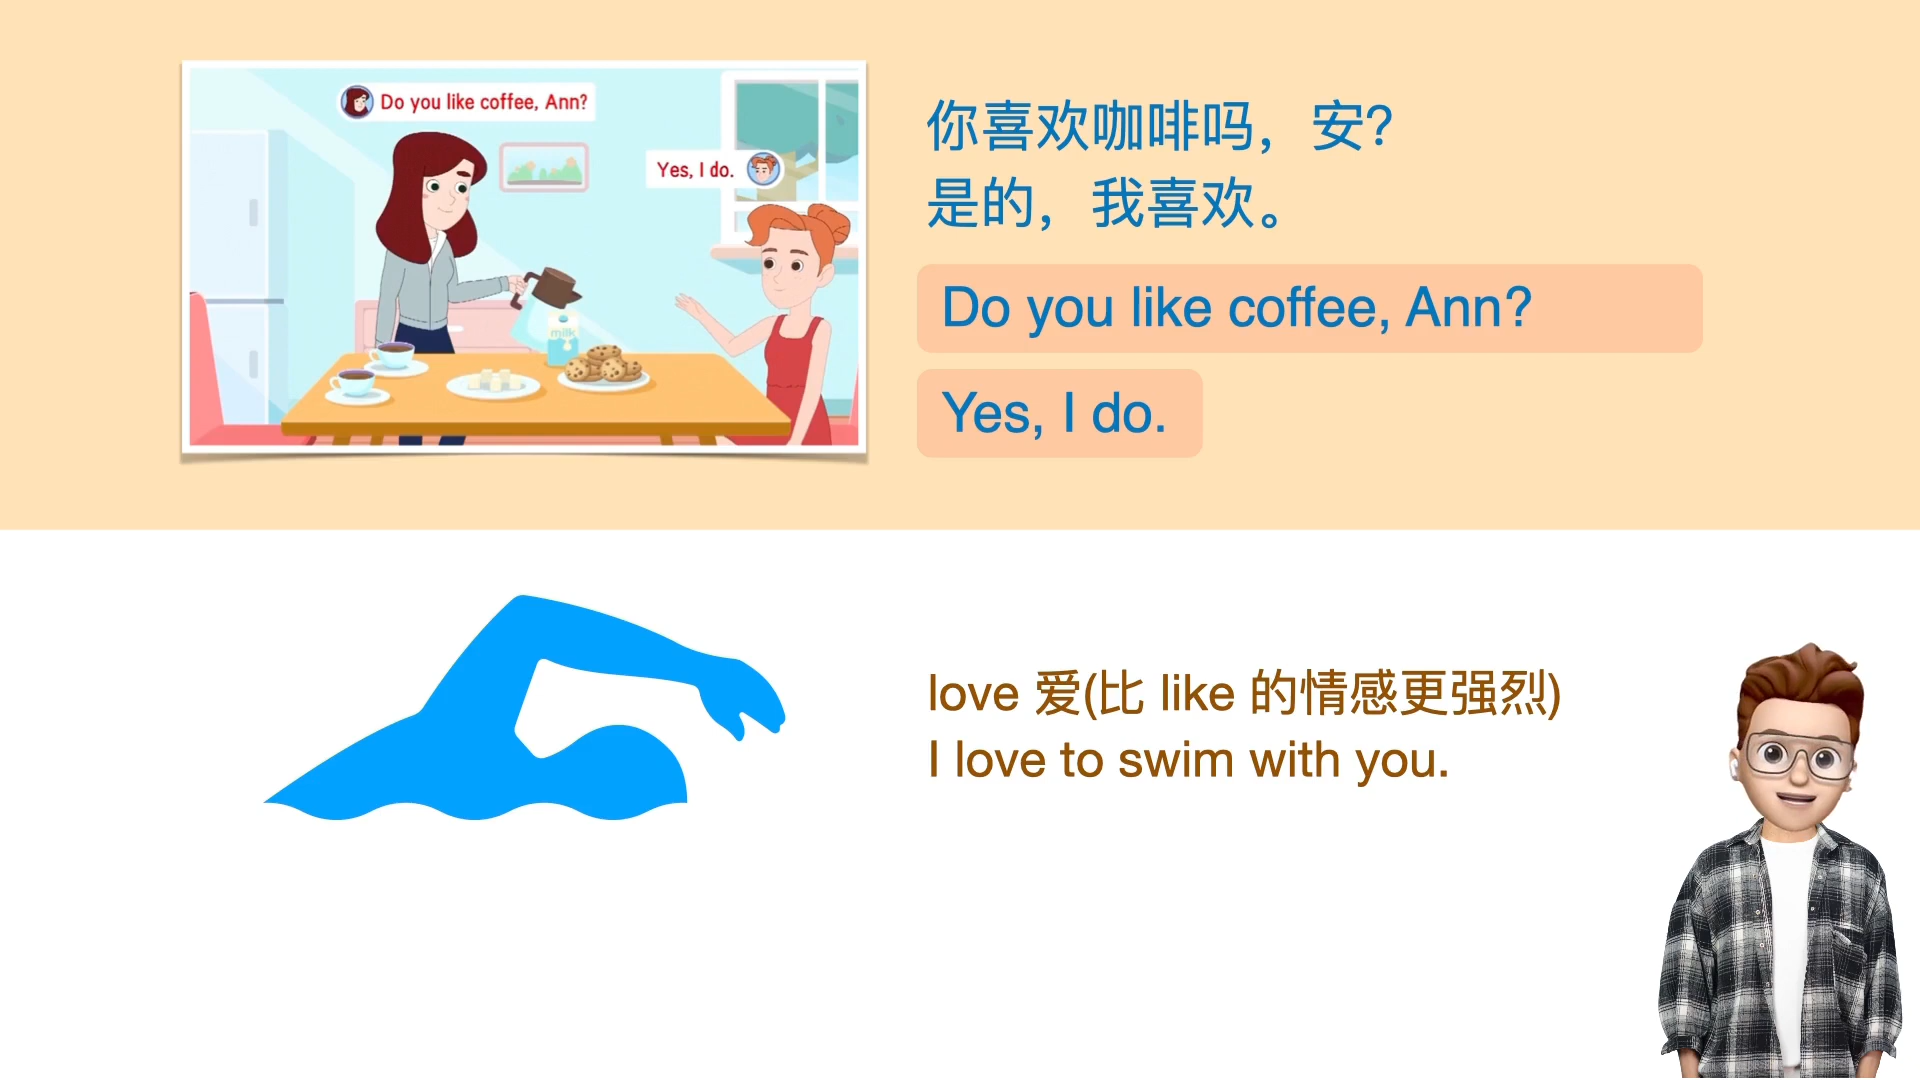 Do you like coffee, Ann?
Yes, I do.
milk
你喜欢咖啡吗，安？
是的，我喜欢。
Do you like coffee, Ann?
Yes, I do.
love 爱(比 like 的情感更强烈)
I love to swim with you.